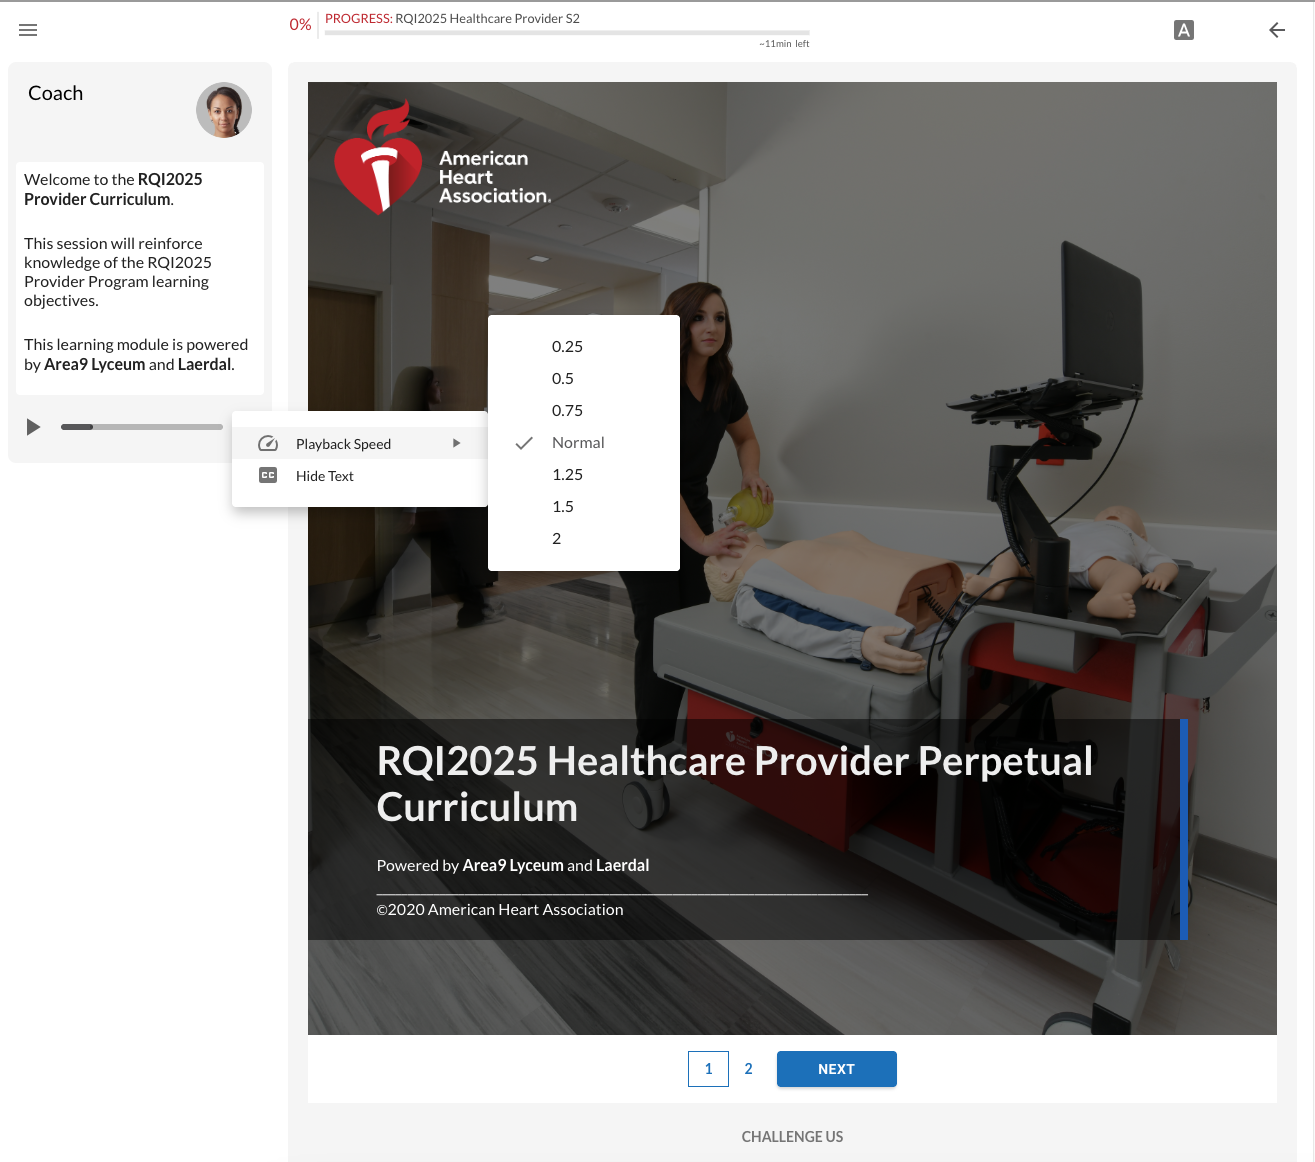 0%
PROGRESS: RQI2025 Healthcare Provider S2
~11min left
A
Coach
Welcome to the RQI2025
Provider Curriculum.
This session will reinforce
knowledge of the RQI2025
Provider Program learning
objectives.
This learning module is powered
by Area9 Lyceum and Laerdal.
Playback Speed
CC Hide Text
0.25
0.5
0.75
Normal
1.25
1.5
2
American
Heart
Association.
RQI2025 Healthcare Provider Perpetual
Curriculum
Powered by Area9 Lyceum and Laerdal
©2020 American Heart Association
1 2 NEXT
CHALLENGE US